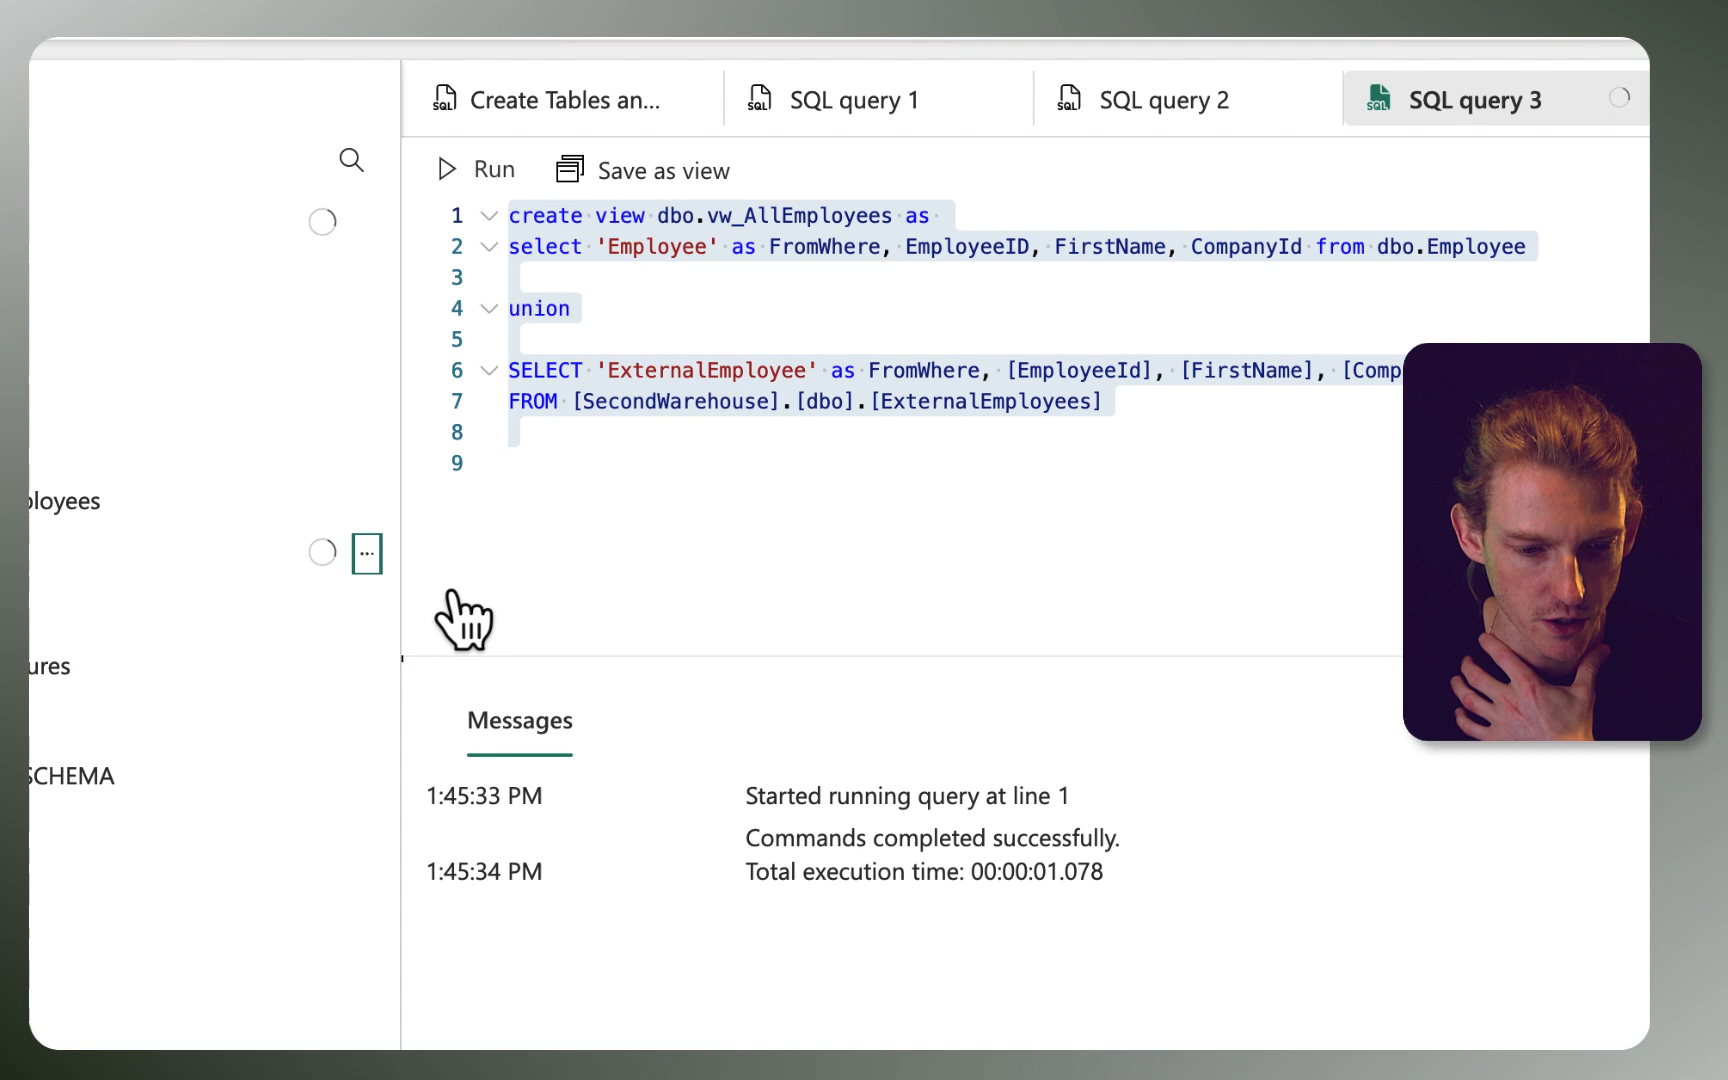 Create Tables an...
SQL query 1
SQL query 2
SQL query 3
Run
Save as view
1 create view dbo.vw_AllEmployees as
2 select 'Employee' as FromWhere, EmployeeID, FirstName, CompanyId from dbo.Employee
3
4 union
5
6 SELECT 'ExternalEmployee' as FromWhere, [EmployeeId], [FirstName], [Comp
7 FROM [SecondWarehouse].[dbo].[ExternalEmployees]
8
9
ployees
...
ures
SCHEMA
Messages
1:45:33 PM Started running query at line 1
Commands completed successfully.
1:45:34 PM Total execution time: 00:00:01.078